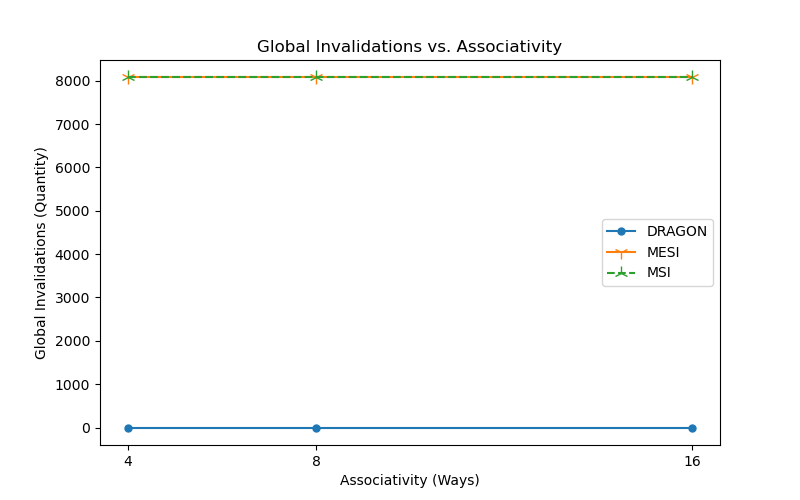 Global Invalidations vs. Associativity
Global Invalidations (Quantity)
8000
7000
6000
5000
4000
3000
2000
1000
0
DRAGON
MESI
MSI
4
8
16
Associativity (Ways)